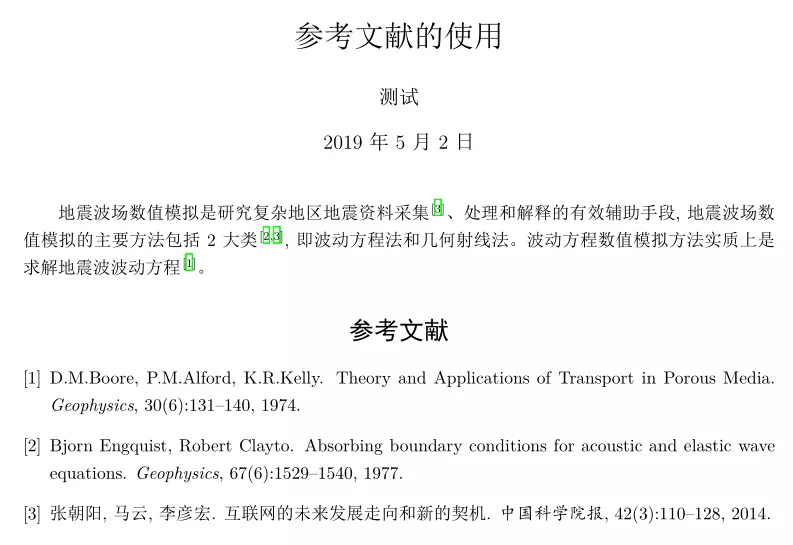 参考文献的使用
测试
2019 年 5 月 2 日
地震波场数值模拟是研究复杂地区地震资料采集[3]、处理和解释的有效辅助手段, 地震波场数
值模拟的主要方法包括 2 大类[2,3], 即波动方程法和几何射线法。波动方程数值模拟方法实质上是
求解地震波波动方程[1]。
参考文献
[1] D.M.Boore, P.M.Alford, K.R.Kelly. Theory and Applications of Transport in Porous Media.
Geophysics, 30(6):131–140, 1974.
[2] Bjorn Engquist, Robert Clayto. Absorbing boundary conditions for acoustic and elastic wave
equations. Geophysics, 67(6):1529–1540, 1977.
[3] 张朝阳, 马云, 李彦宏. 互联网的未来发展走向和新的契机. 中国科学院报, 42(3):110–128, 2014.